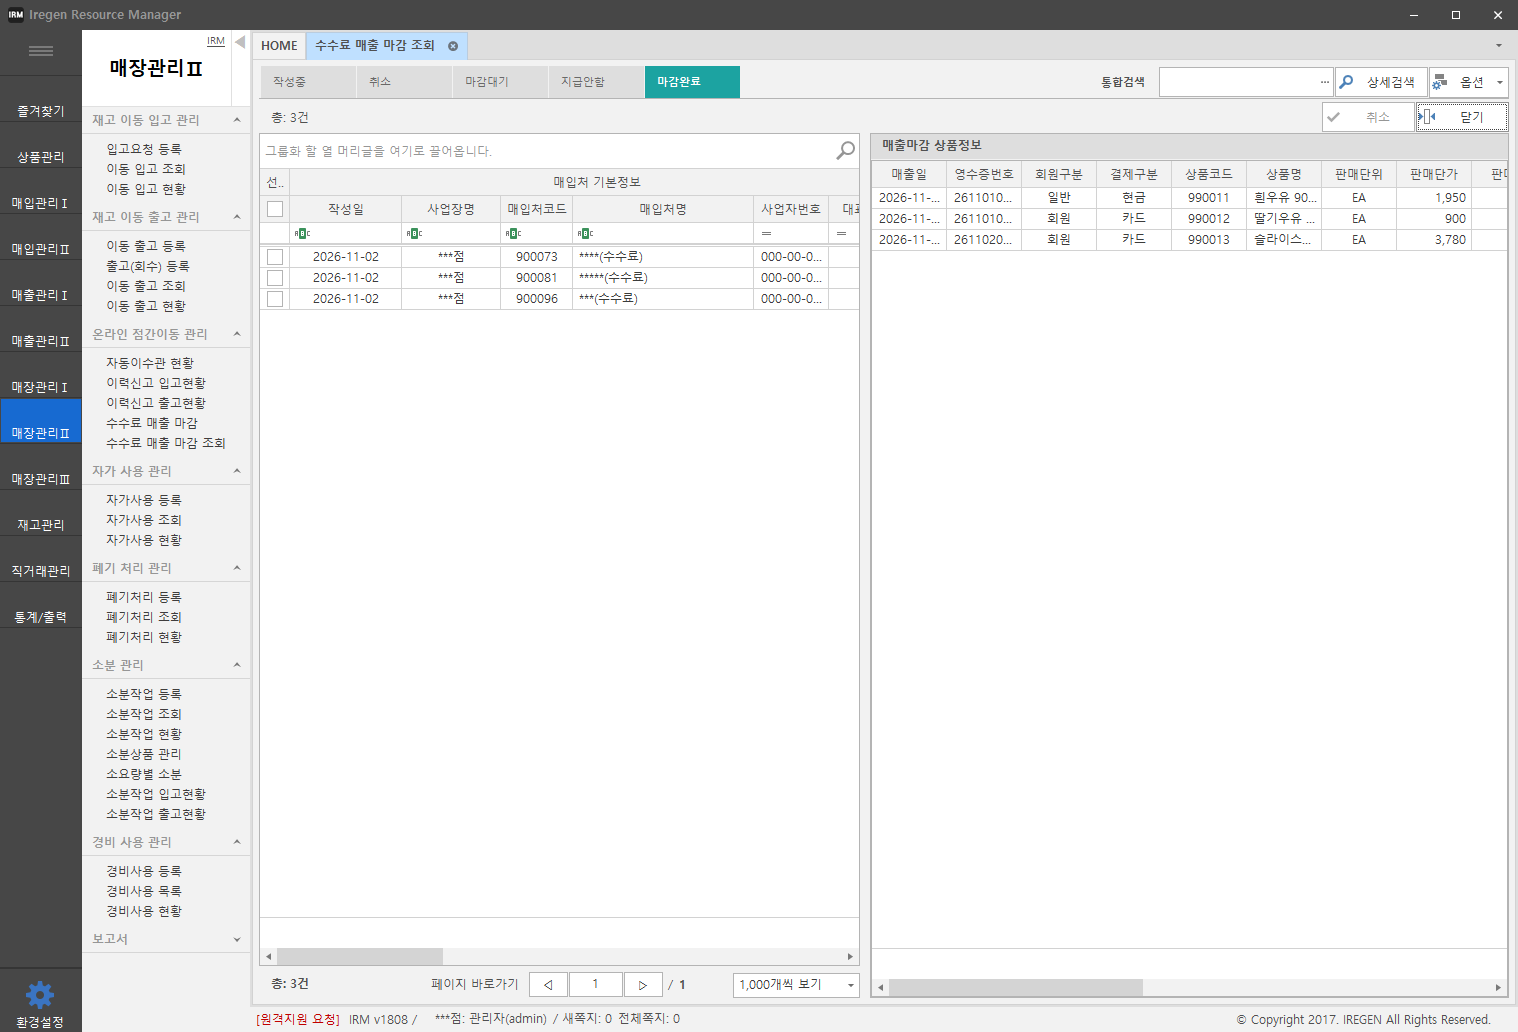 IRM Iregen Resource Manager
즐겨찾기
상품관리
매입관리Ⅰ
매입관리Ⅱ
매출관리Ⅰ
매출관리Ⅱ
매장관리Ⅰ
매장관리Ⅱ
매장관리Ⅲ
재고관리
직거래관리
통계/출력
환경설정
IRM
매장관리Ⅱ
재고 이동 입고 관리
입고요청 등록
이동 입고 조회
이동 입고 현황
재고 이동 출고 관리
이동 출고 등록
출고(회수) 등록
이동 출고 조회
이동 출고 현황
온라인 점간이동 관리
자동이수관 현황
이력신고 입고현황
이력신고 출고현황
수수료 매출 마감
수수료 매출 마감 조회
자가 사용 관리
자가사용 등록
자가사용 조회
자가사용 현황
폐기 처리 관리
폐기처리 등록
폐기처리 조회
폐기처리 현황
소분 관리
소분작업 등록
소분작업 조회
소분작업 현황
소분상품 관리
소요량별 소분
소분작업 입고현황
소분작업 출고현황
경비 사용 관리
경비사용 등록
경비사용 목록
경비사용 현황
보고서
HOME 수수료 매출 마감 조회
작성중 취소 마감대기 지급안함 마감완료 통합검색 ... 상세검색 옵션
총: 3건 취소 닫기
그룹화 할 열 머리글을 여기로 끌어옵니다.
선.. 매입처 기본정보
작성일 사업장명 매입처코드 매입처명 사업자번호 대표
2026-11-02 ***점 900073 ****(수수료) 000-00-0...
2026-11-02 ***점 900081 *****(수수료) 000-00-0...
2026-11-02 ***점 900096 ***(수수료) 000-00-0...
총: 3건 페이지 바로가기 1 / 1 1,000개씩 보기
매출마감 상품정보
매출일 영수증번호 회원구분 결제구분 상품코드 상품명 판매단위 판매단가 판매
2026-11-... 2611010... 일반 현금 990011 흰우유 90... EA 1,950
2026-11-... 2611010... 회원 카드 990012 딸기우유 ... EA 900
2026-11-... 2611020... 회원 카드 990013 슬라이스... EA 3,780
[원격지원 요청] IRM v1808 / ***점: 관리자(admin) / 새쪽지: 0 전체쪽지: 0 © Copyright 2017. IREGEN All Rights Reserved.